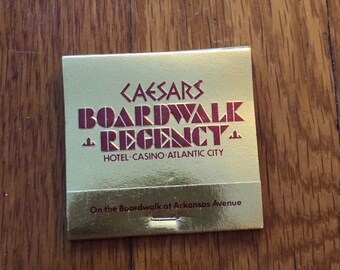 CAESARS
BOARDWALK
REGENCY
HOTEL · CASINO · ATLANTIC CITY
On the Boardwalk at Arkansas Avenue